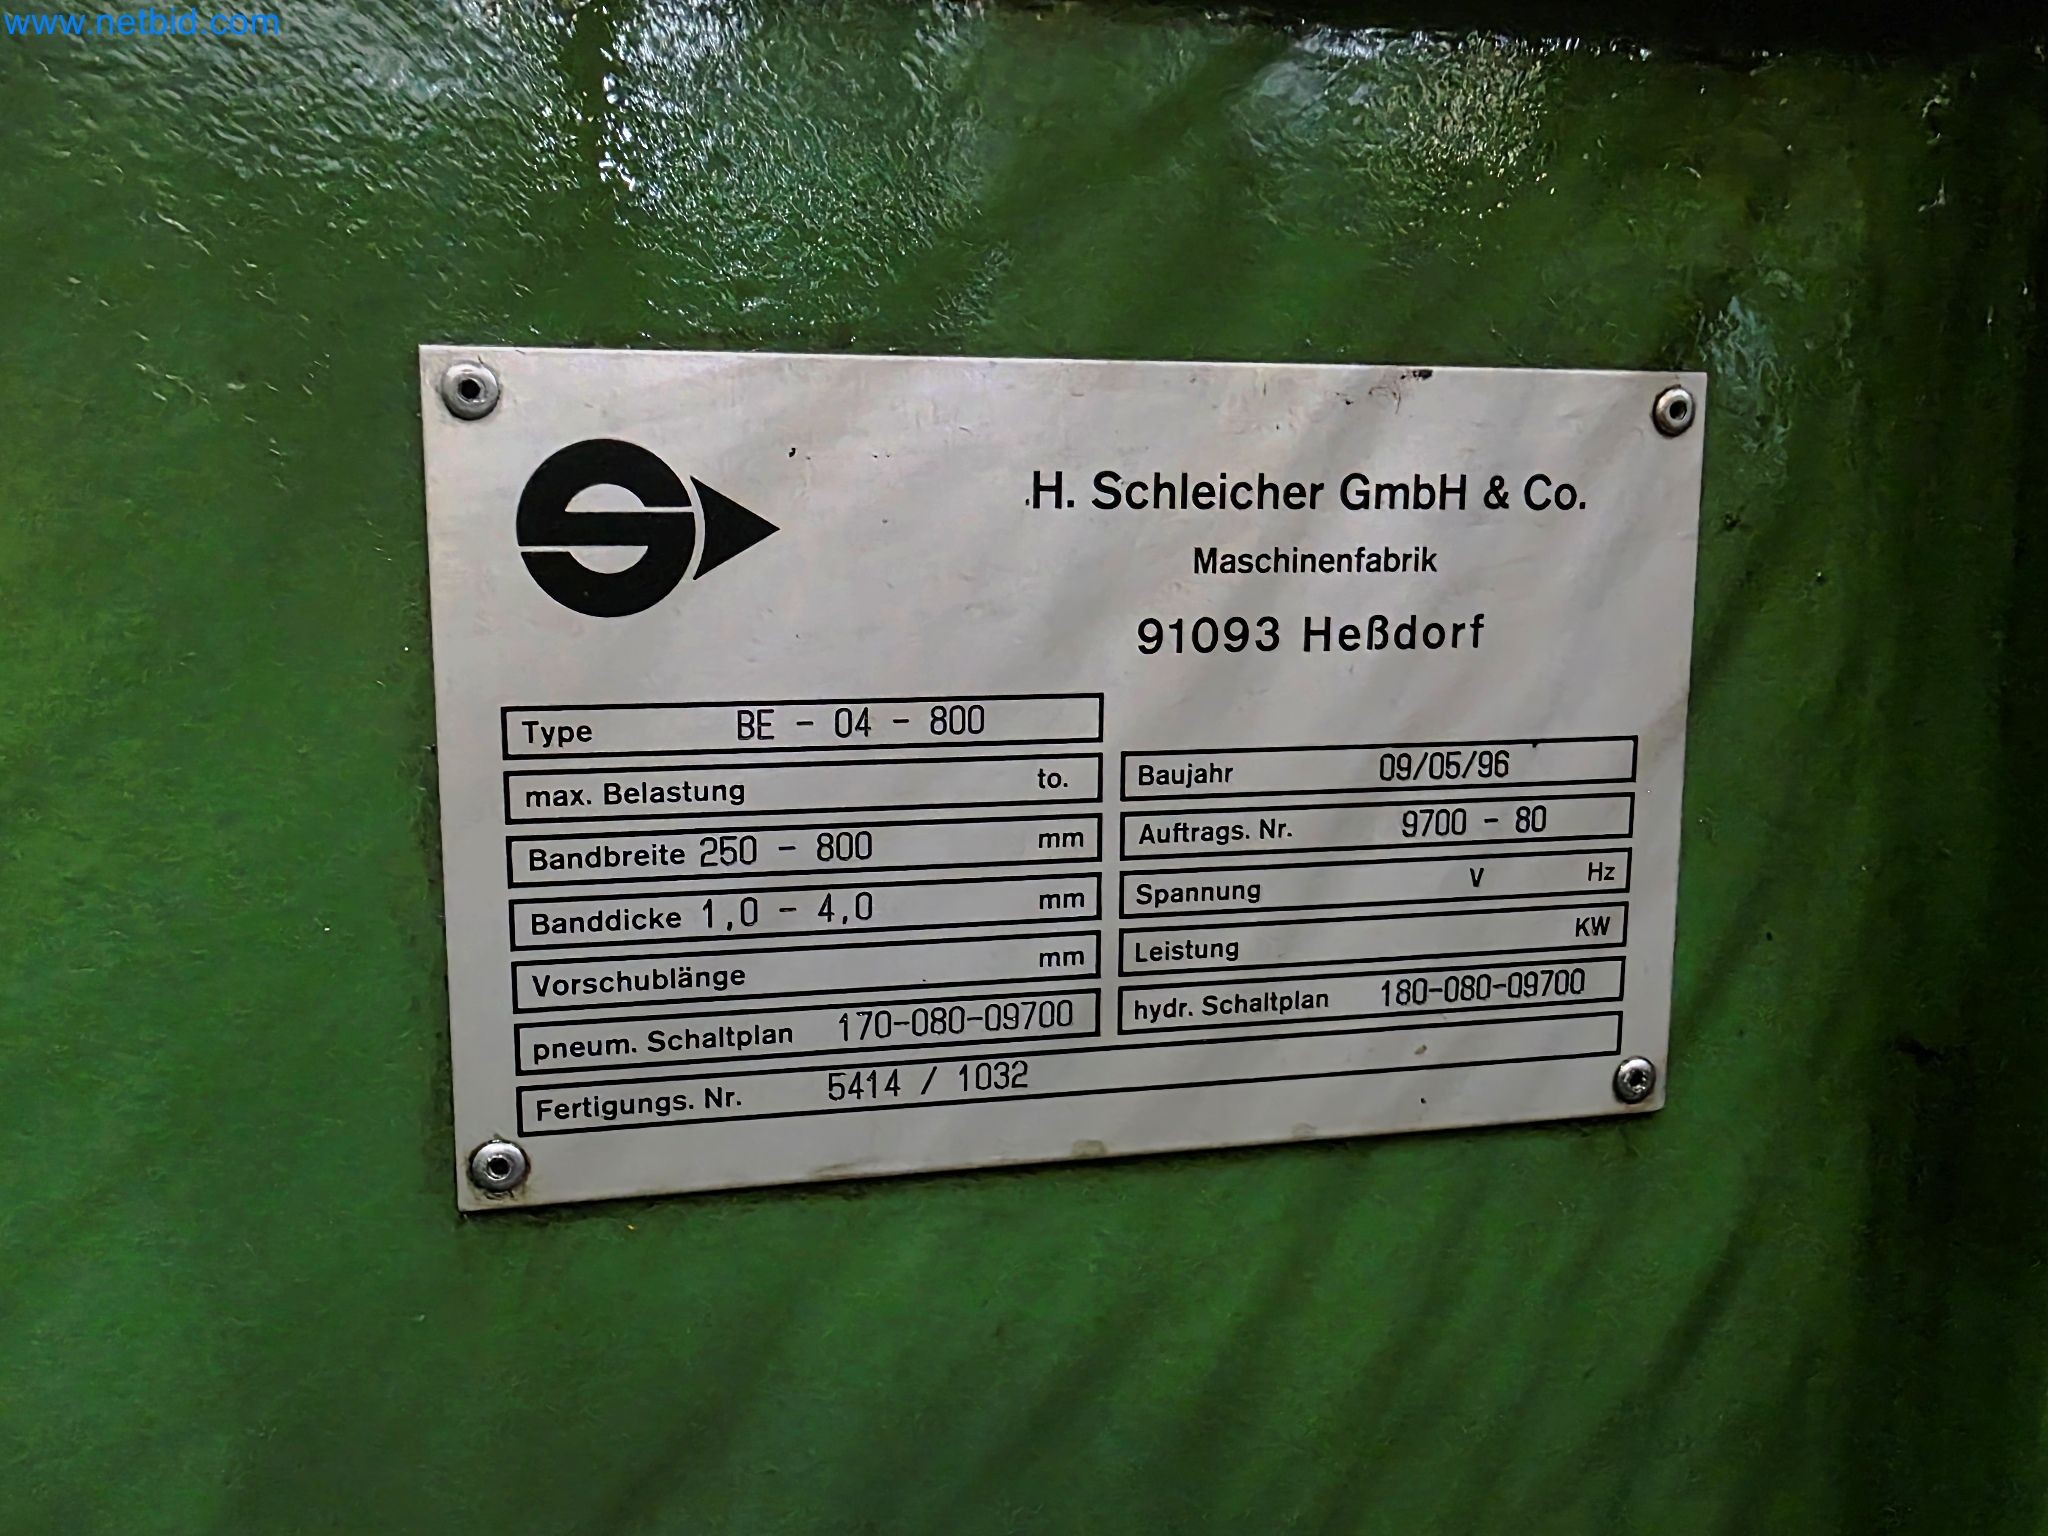 www.netbid.com
H. Schleicher GmbH & Co.
Maschinenfabrik
91093 Heßdorf
Type BE - 04 - 800
max. Belastung to.
Bandbreite 250 - 800 mm
Banddicke 1,0 - 4,0 mm
Vorschublänge mm
pneum. Schaltplan 170-080-09700
Baujahr 09/05/96
Auftrags. Nr. 9700 - 80
Spannung V Hz
Leistung KW
hydr. Schaltplan 180-080-09700
Fertigungs. Nr. 5414 / 1032